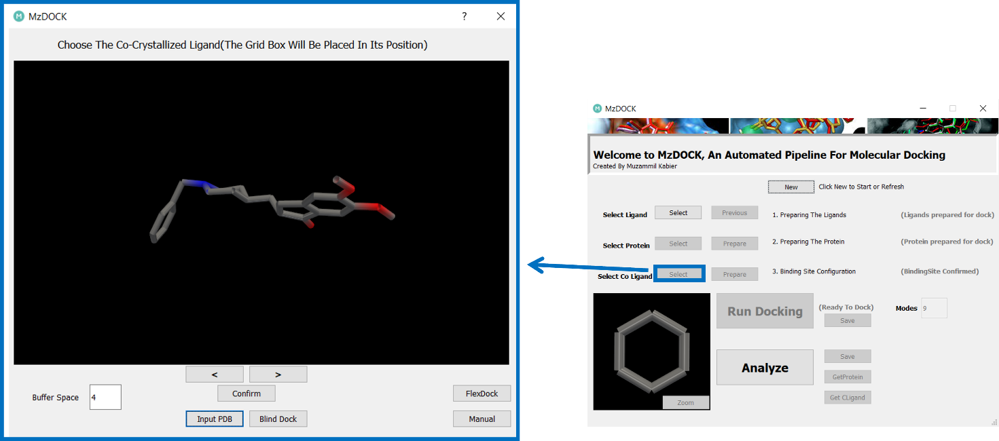 MzDOCK
?
Choose The Co-Crystallized Ligand(The Grid Box Will Be Placed In Its Position)
< >
Confirm
Buffer Space 4
FlexDock
Input PDB Blind Dock
Manual
MzDOCK
Welcome to MzDOCK, An Automated Pipeline For Molecular Docking
Created By Muzammil Kabier
New Click New to Start or Refresh
Select Ligand Select Previous 1. Preparing The Ligands (Ligands prepared for dock)
Select Protein Select Prepare 2. Preparing The Protein (Protein prepared for dock)
Select Co Ligand Select Prepare 3. Binding Site Configuration (BindingSite Confirmed)
Run Docking (Ready To Dock) Modes 9
Save
Analyze
Save
GetProtein
Get CLigand
Zoom